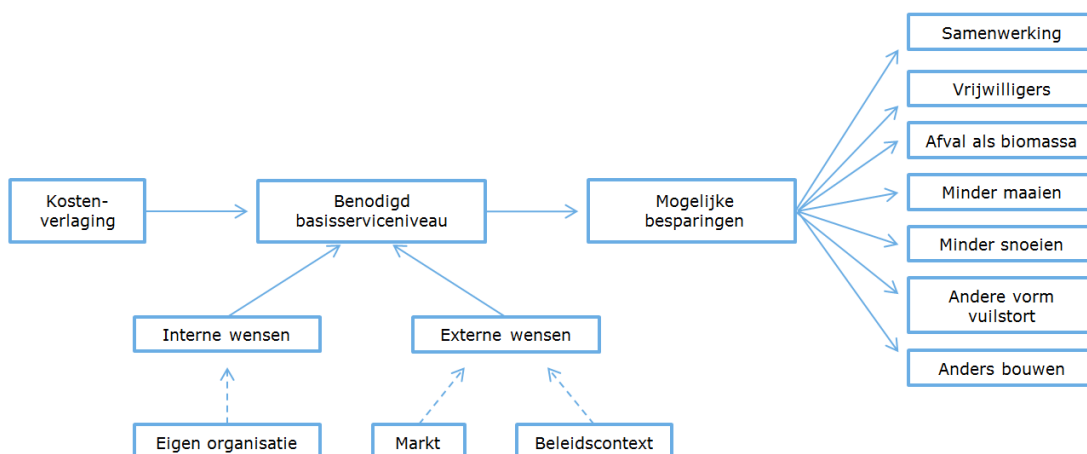 Kosten-
verlaging
Benodigd
basisserviceniveau
Mogelijke
besparingen
Samenwerking
Vrijwilligers
Afval als biomassa
Minder maaien
Minder snoeien
Andere vorm
vuilstort
Anders bouwen
Interne wensen
Externe wensen
Eigen organisatie
Markt
Beleidscontext